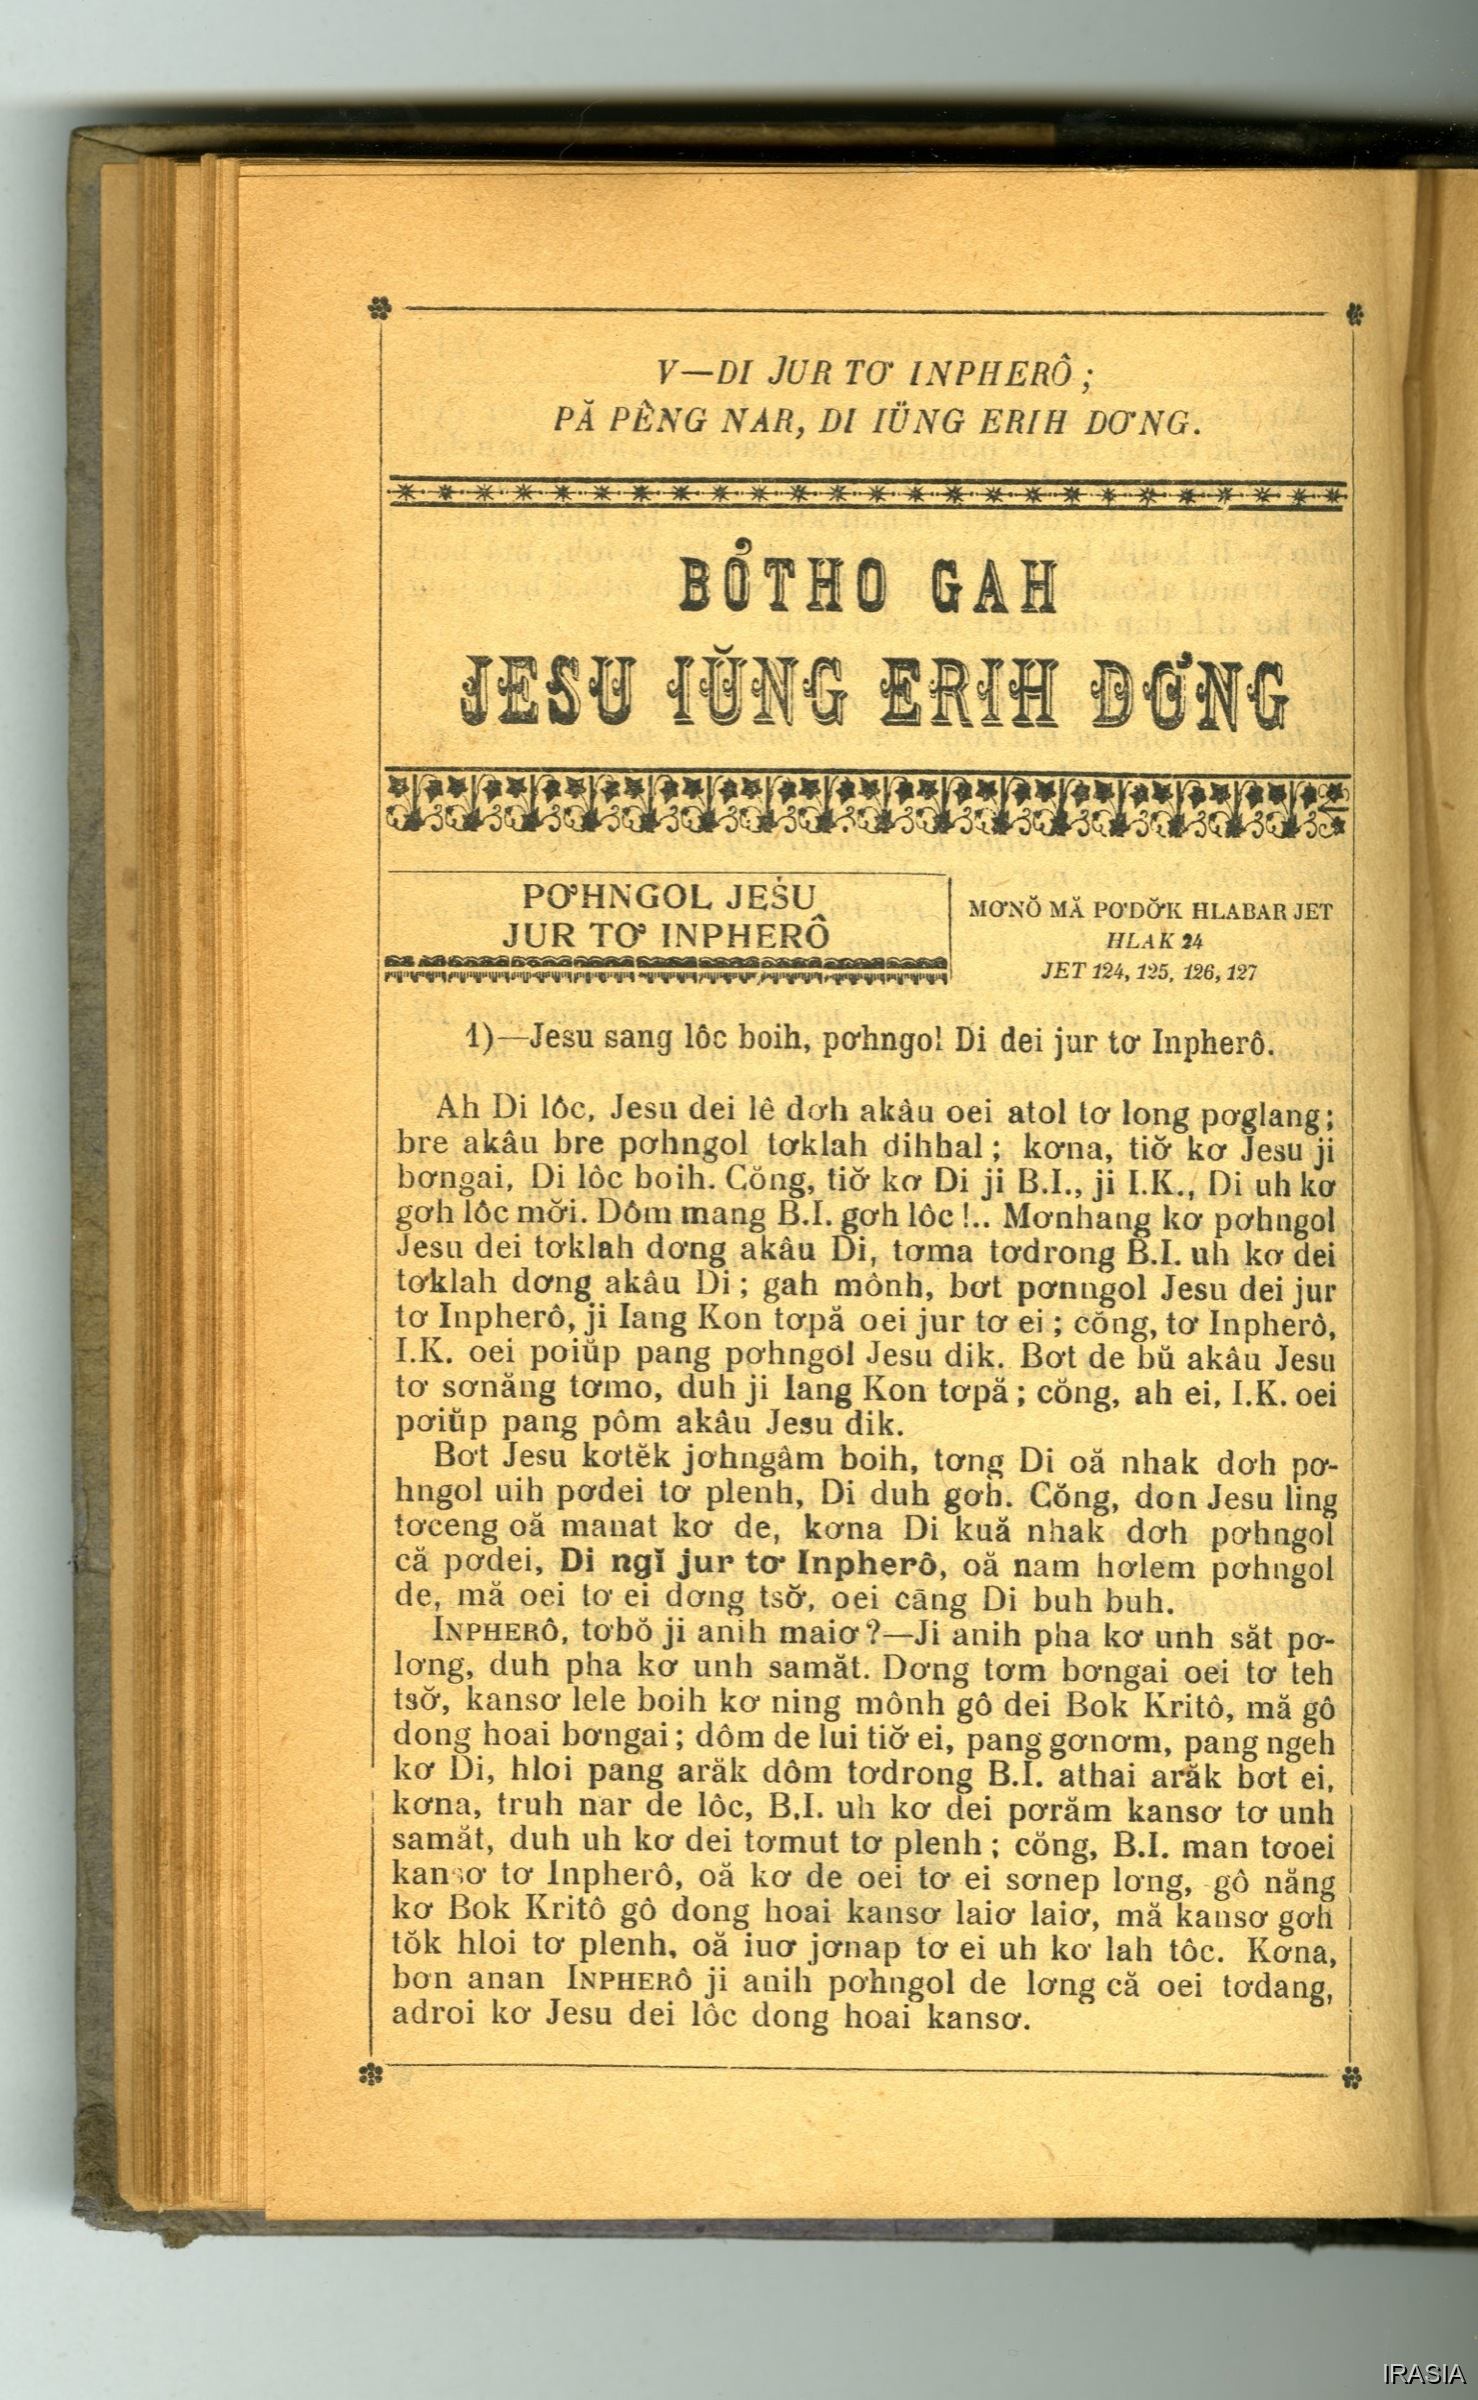 V—DI JUR TƠ INPHERÔ ;
PĂ PÊNG NAR, DI IŬNG ERIH DƠNG.
BƠ̆THO GAH
JESU IŬNG ERIH DƠNG
PƠHNGOL JESU
JUR TƠ INPHERÔ
MƠNŎ MĂ PƠDƠ̆K HLABAR JET
HLAK 24
JET 124, 125, 126, 127
1)—Jesu sang lôc boih, pơhngol Di dei jur tơ Inpherô.
Ah Di lôc, Jesu dei lê dơh akâu oei atol tơ long pơglang ;
bre akâu bre pơhngol tơklah dihhal ; kơna, tiơ̆ kơ Jesu ji
bơngai, Di lôc boih. Cŏng, tiơ̆ kơ Di ji B.I., ji I.K., Di uh kơ
gơh lôc mơ̆i. Dôm mang B.I. gơh lôc !.. Mơnhang kơ pơhngol
Jesu dei tơklah dơng akâu Di, tơma tơdrong B.I. uh kơ dei
tơklah dơng akâu Di ; gah mônh, bơt pơnngol Jesu dei jur
tơ Inpherô, ji Iang Kon tơpă oei jur tơ ei ; cŏng, tơ Inpherô,
I.K. oei poiŭp pang pơhngol Jesu dik. Bơt de bŭ akâu Jesu
tơ sơnăng tơmo, duh ji Iang Kon tơpă ; cŏng, ah ei, I.K. oei
pơiŭp pang pôm akâu Jesu dik.
Bơt Jesu kơtĕk jơhngâm boih, tơng Di oă nhak dơh pơ-
hngol uih pơdei tơ plenh, Di duh gơh. Cŏng, don Jesu ling
tơceng oă manat kơ de, kơna Di kuă nhak dơh pơhngol
că pơdei, Di ngĭ jur tơ Inpherô, oă nam hơlem pơhngol
de, mă oei tơ ei dơng tsơ̆, oei cāng Di buh buh.
INPHERÔ, tơbŏ ji anih maiơ ?—Ji anih pha kơ unh săt pơ-
lơng, duh pha kơ unh samăt. Dơng tơm bơngai oei tơ teh
tsơ̆, kansơ lele boih kơ ning mônh gô dei Bok Kritô, mă gô
dong hoai bơngai ; dôm de lui tiơ̆ ei, pang gơnơm, pang ngeh
kơ Di, hloi pang arăk dôm tơdrong B.I. athai arăk bơt ei,
kơna, truh nar de lôc, B.I. uh kơ dei pơrăm kansơ tơ unh
samăt, duh uh kơ dei tơmut tơ plenh ; cŏng, B.I. man tơoei
kansơ tơ Inpherô, oă kơ de oei tơ ei sơnep lơng, gô năng
kơ Bok Kritô gô dong hoai kansơ laiơ laiơ, mă kansơ gơh
tŏk hloi tơ plenh, oă iuơ jơnap tơ ei uh kơ lah tôc. Kơna,
bơn anan INPHERÔ ji anih pơhngol de lơng că oei tơdang,
adroi kơ Jesu dei lôc dong hoai kansơ.
IRASIA